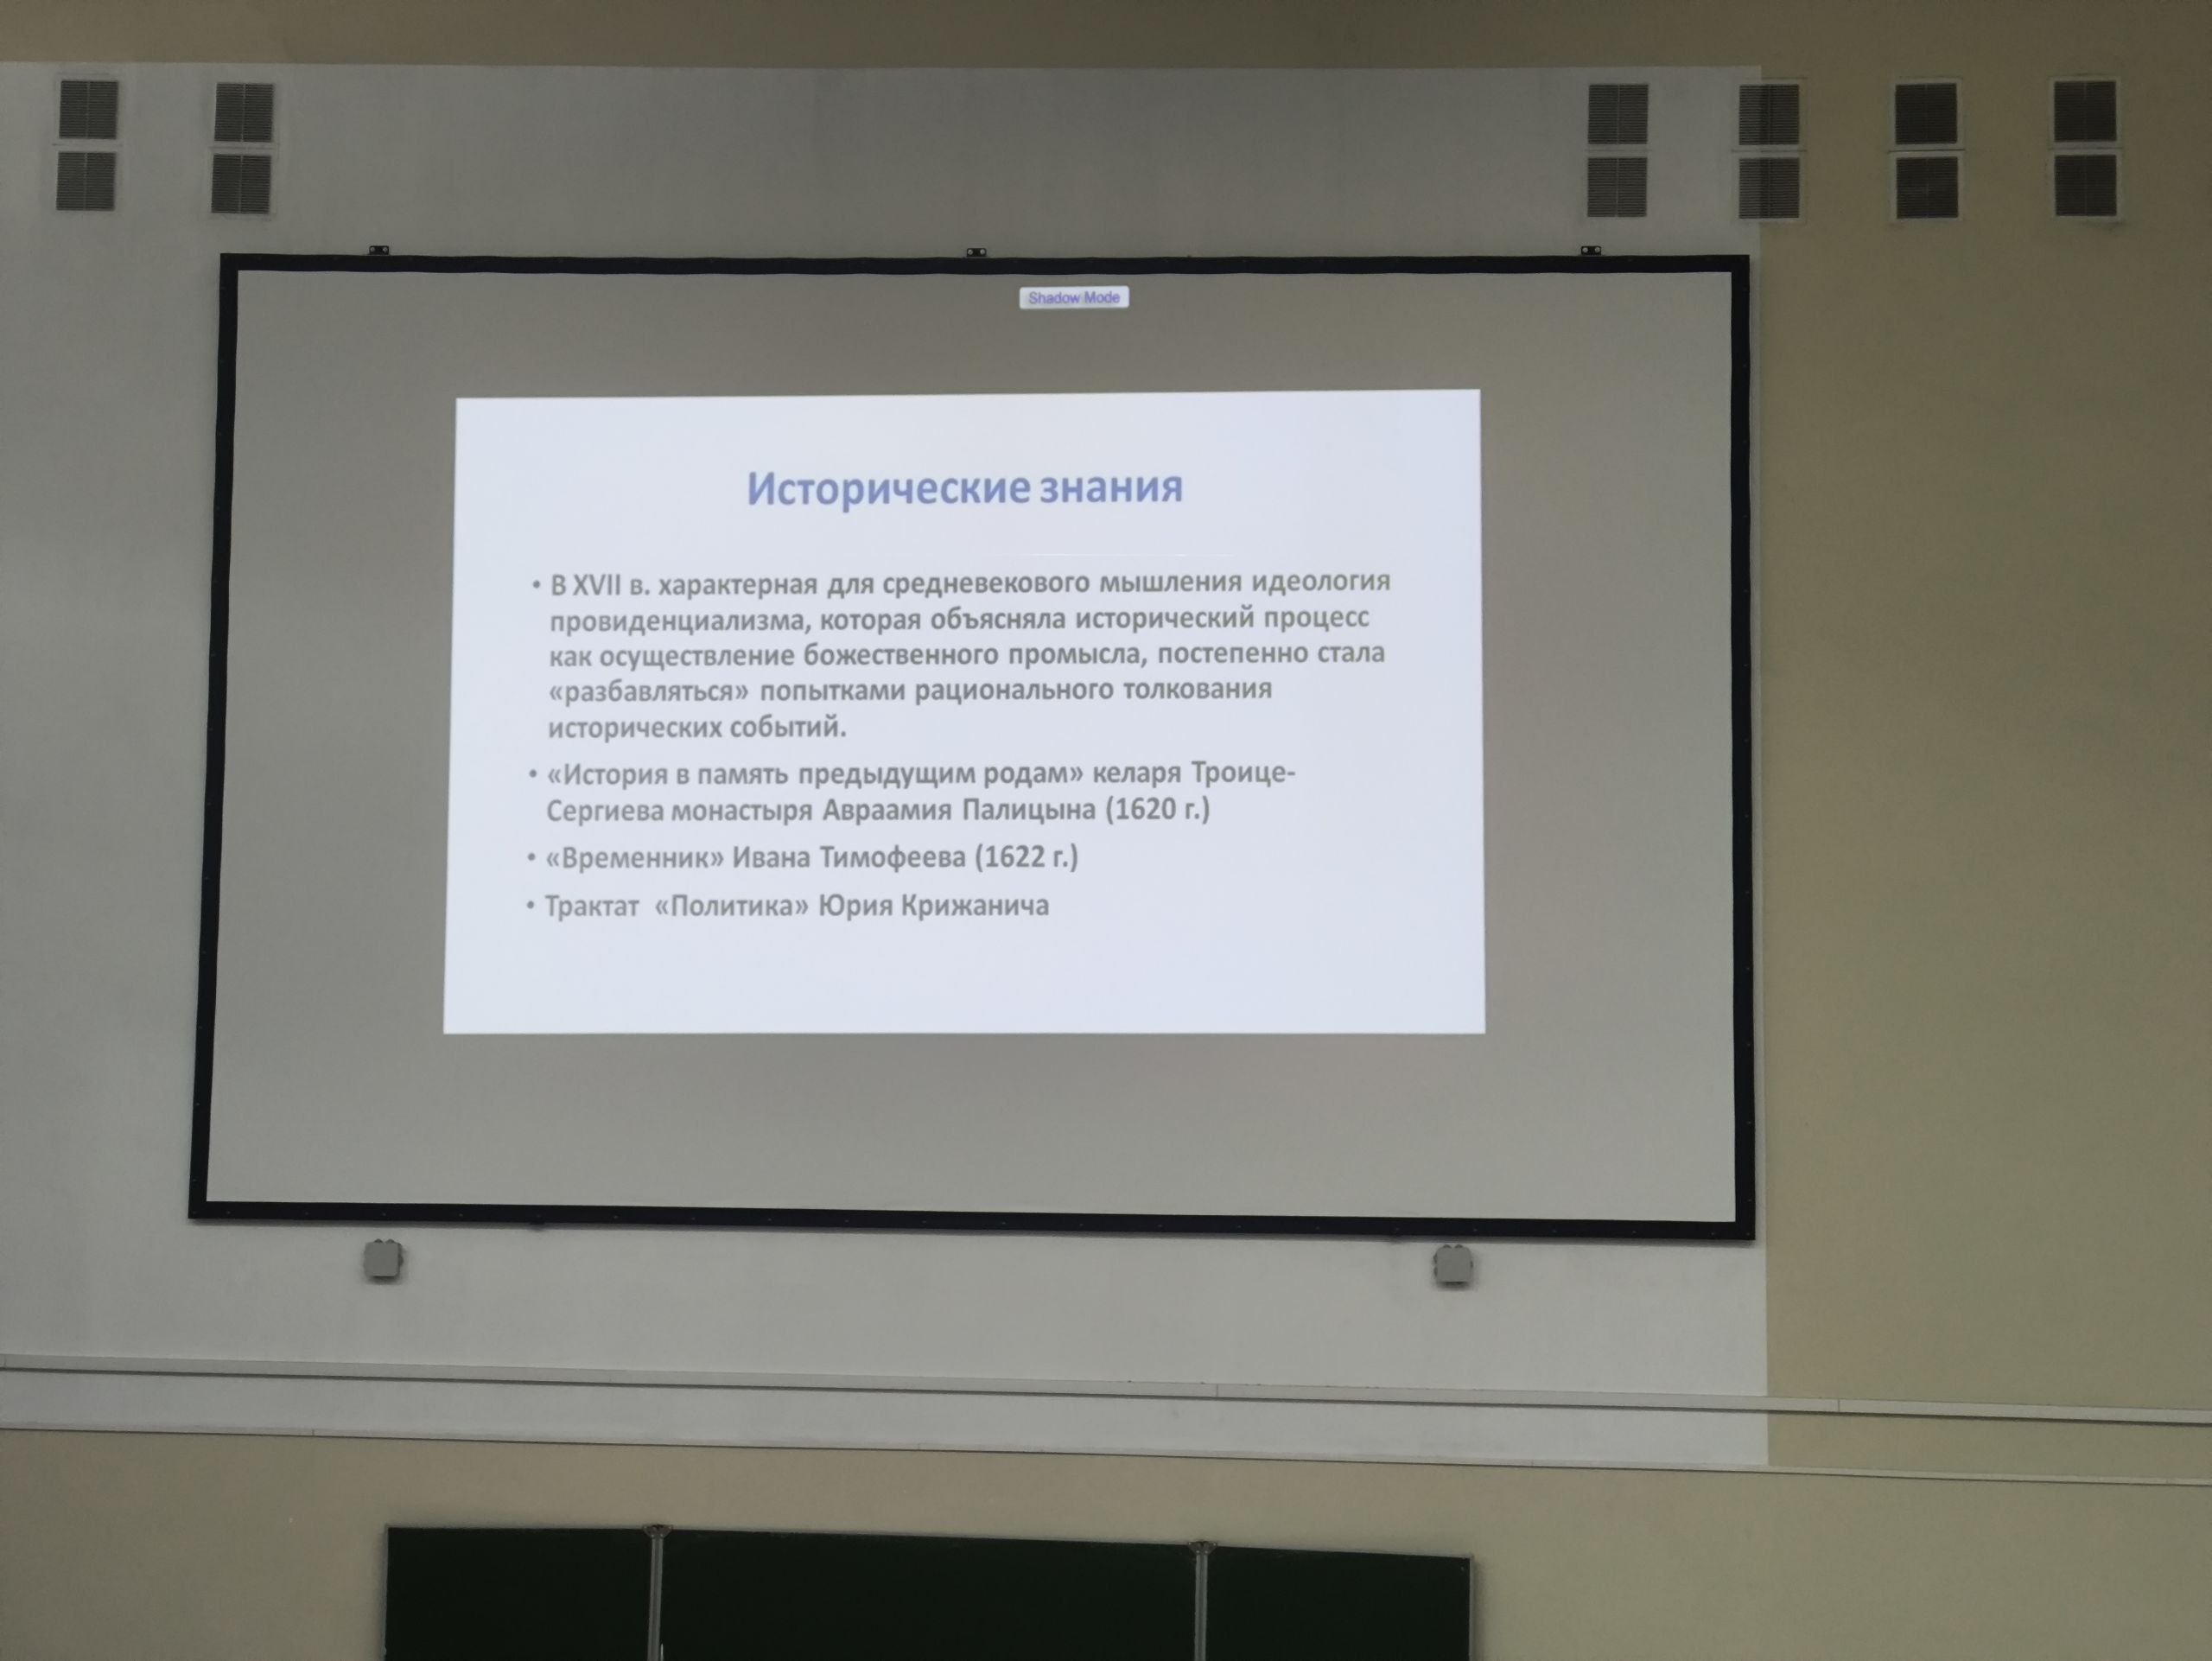 Shadow Mode
Исторические знания
• В XVII в. характерная для средневекового мышления идеология
провиденциализма, которая объясняла исторический процесс
как осуществление божественного промысла, постепенно стала
«разбавляться» попытками рационального толкования
исторических событий.
• «История в память предыдущим родам» келаря Троице-
Сергиева монастыря Авраамия Палицына (1620 г.)
• «Временник» Ивана Тимофеева (1622 г.)
• Трактат «Политика» Юрия Крижанича